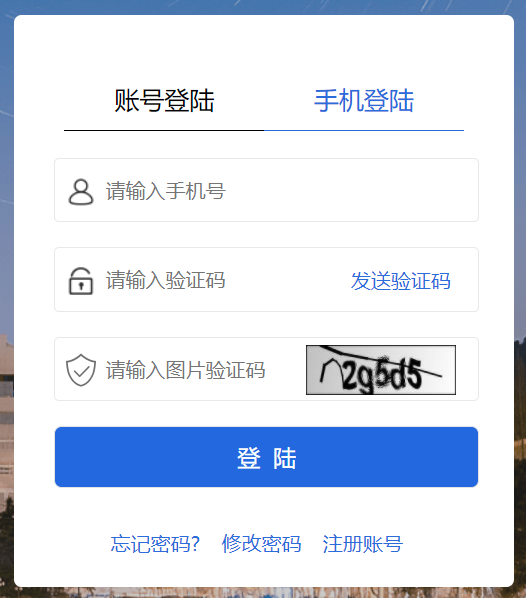 账号登陆 手机登陆
请输入手机号
请输入验证码 发送验证码
请输入图片验证码 2g5d5
登 陆
忘记密码? 修改密码 注册账号